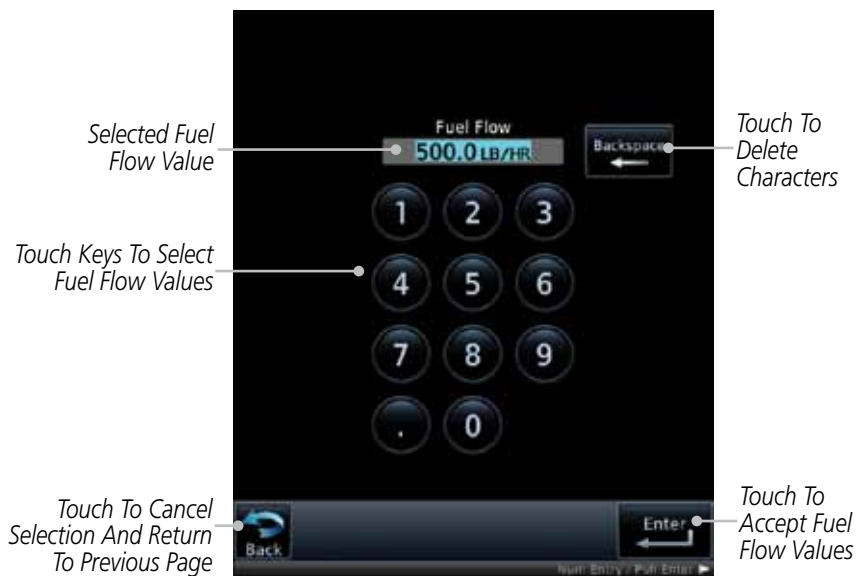 Selected Fuel
Flow Value
Fuel Flow
500.0 LB/HR
Backspace
Touch To
Delete
Characters
Touch Keys To Select
Fuel Flow Values
1 2 3
4 5 6
7 8 9
. 0
Touch To Cancel
Selection And Return
To Previous Page
Back
Enter
Touch To
Accept Fuel
Flow Values
Num Entry / Push Enter